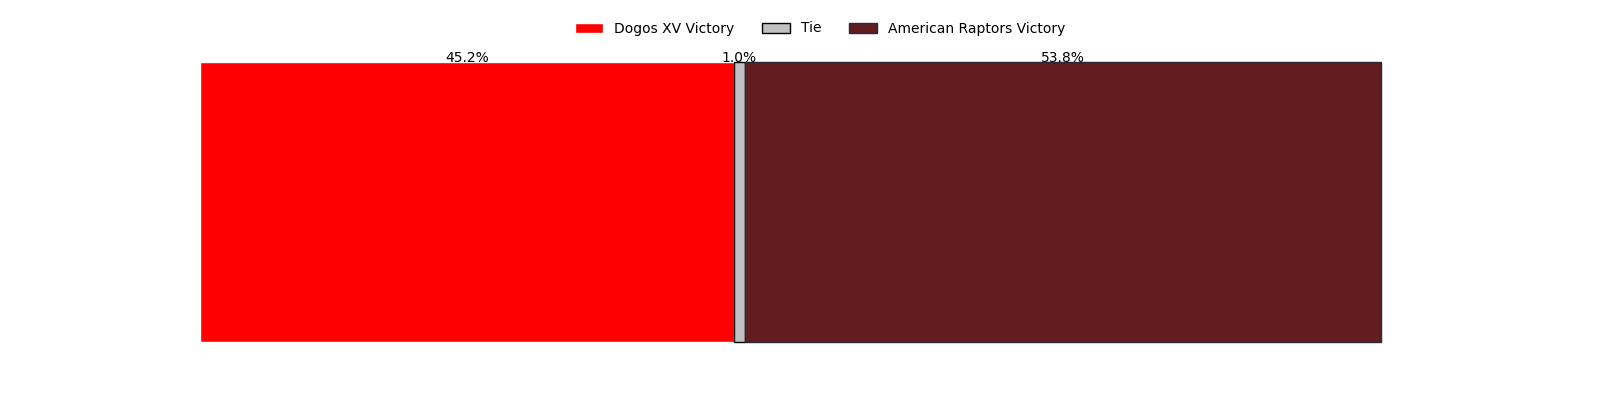 Dogos XV Victory Tie American Raptors Victory
45.2% 1.0% 53.8%